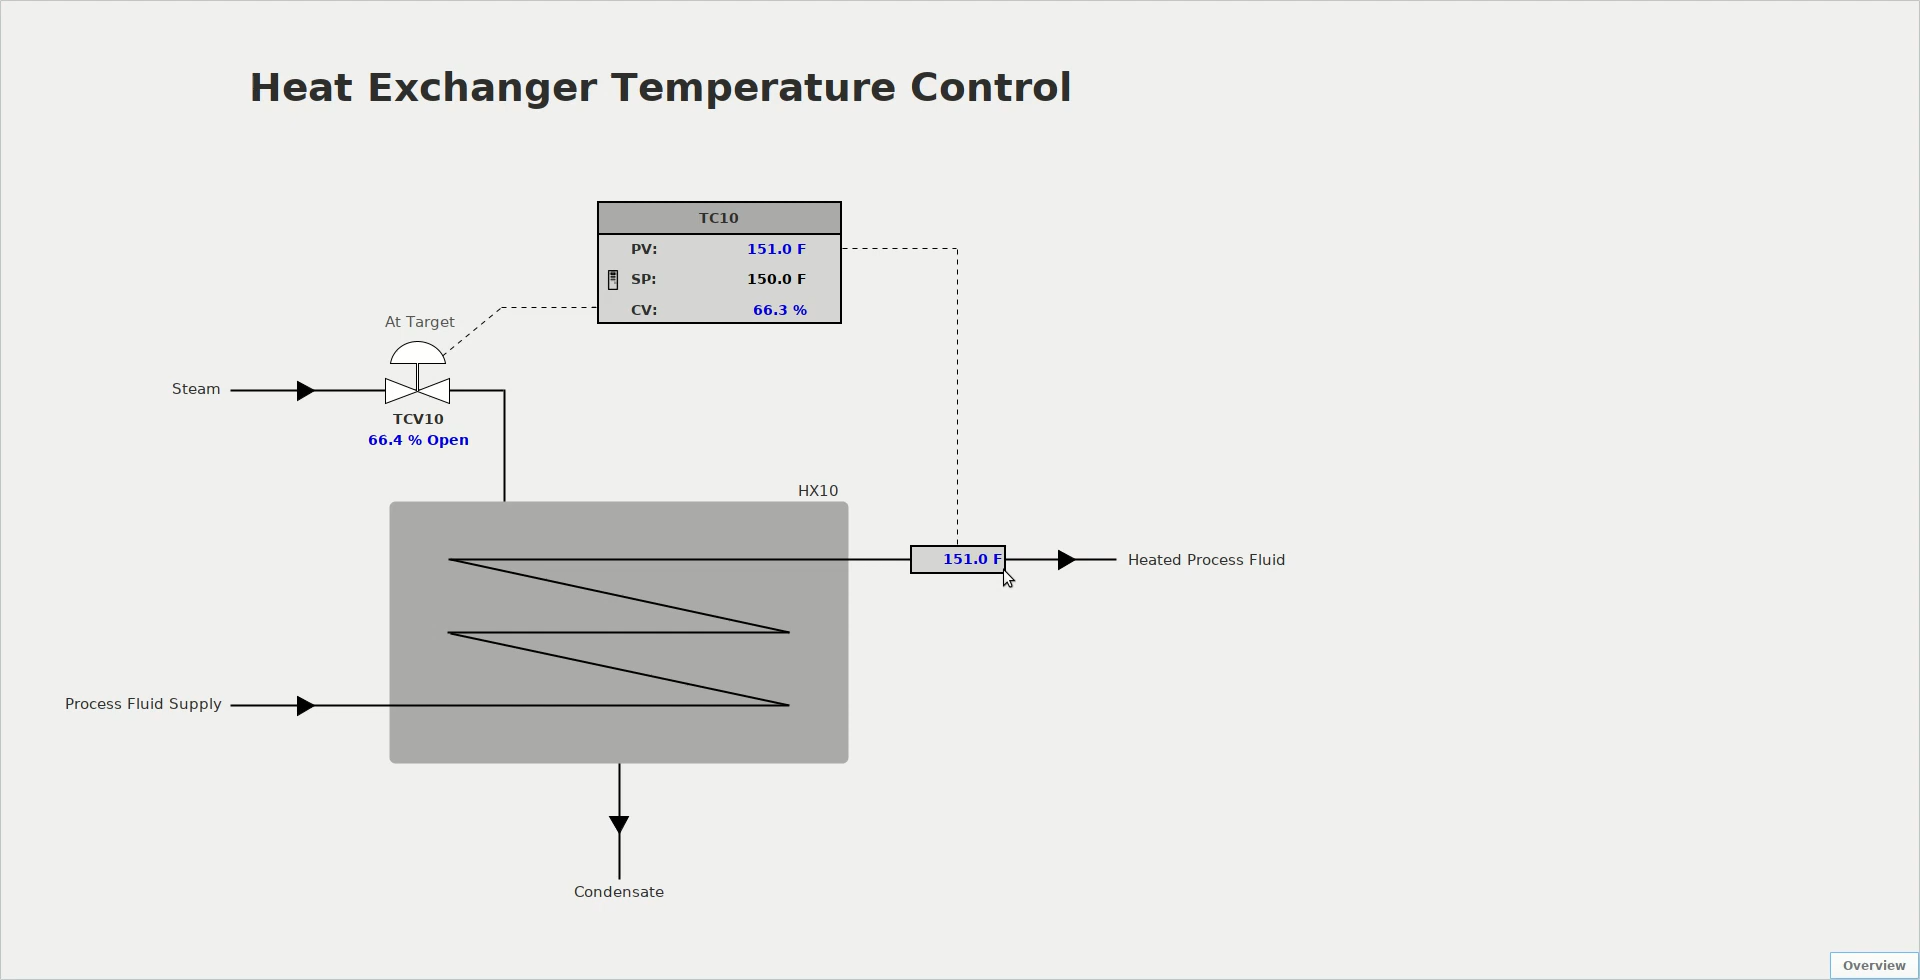 Heat Exchanger Temperature Control
TC10
PV: 151.0 F
SP: 150.0 F
CV: 66.3 %
At Target
Steam
TCV10
66.4 % Open
HX10
151.0 F
Heated Process Fluid
Process Fluid Supply
Condensate
Overview